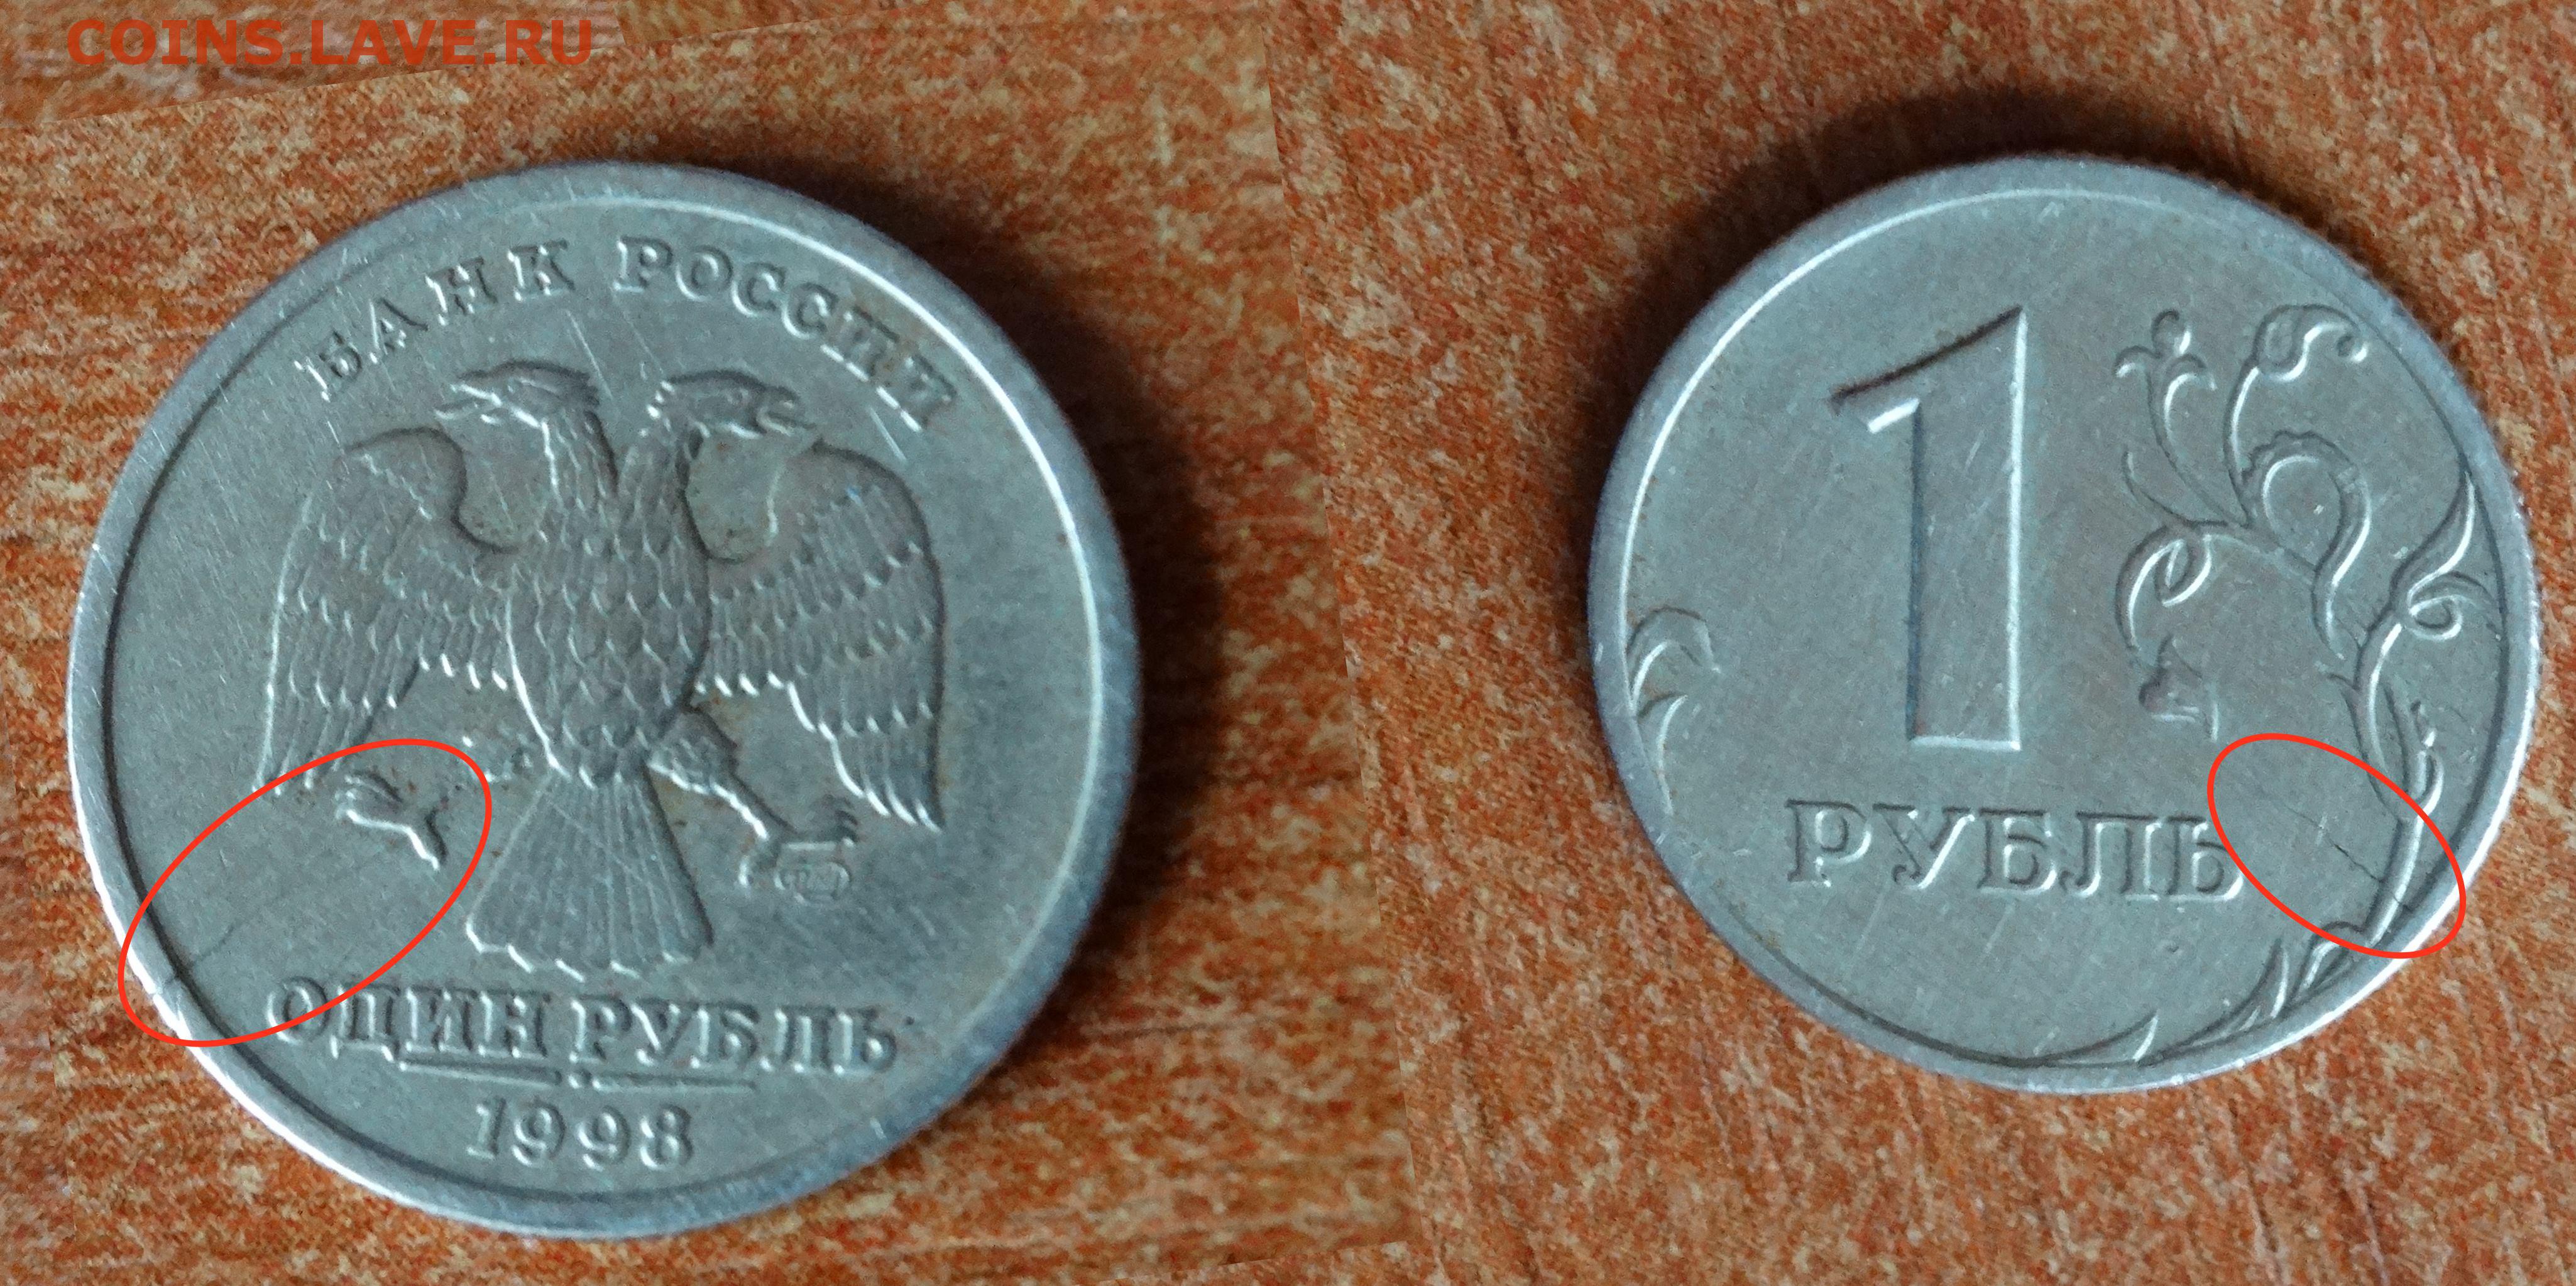 COINS.LAVE.RU
БАНК РОССИИ
ОДИН РУБЛЬ
1998
1
РУБЛЬ